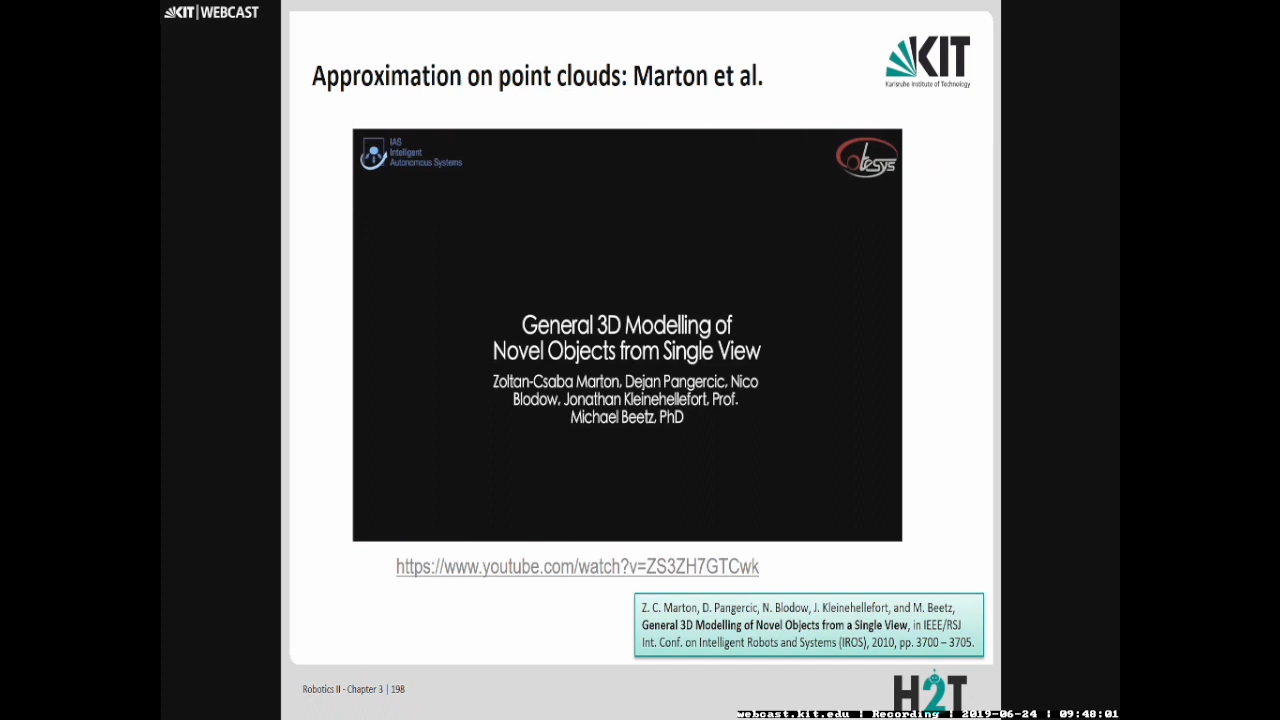 KIT | WEBCAST
Approximation on point clouds: Marton et al.
KIT
Karlsruhe Institute of Technology
IAS
Intelligent
Autonomous Systems
General 3D Modelling of
Novel Objects from Single View
Zoltan-Csaba Marton, Dejan Pangercic, Nico
Blodow, Jonathan Kleinehellefort, Prof.
Michael Beetz, PhD
https://www.youtube.com/watch?v=ZS3ZH7GTCwk
Z. C. Marton, D. Pangercic, N. Blodow, J. Kleinehellefort, and M. Beetz,
General 3D Modelling of Novel Objects from a Single View, in IEEE/RSJ
Int. Conf. on Intelligent Robots and Systems (IROS), 2010, pp. 3700 – 3705.
Robotics II - Chapter 3 | 198
H2T
webcast.kit.edu | Recording | 2019-06-24 | 09:48:01